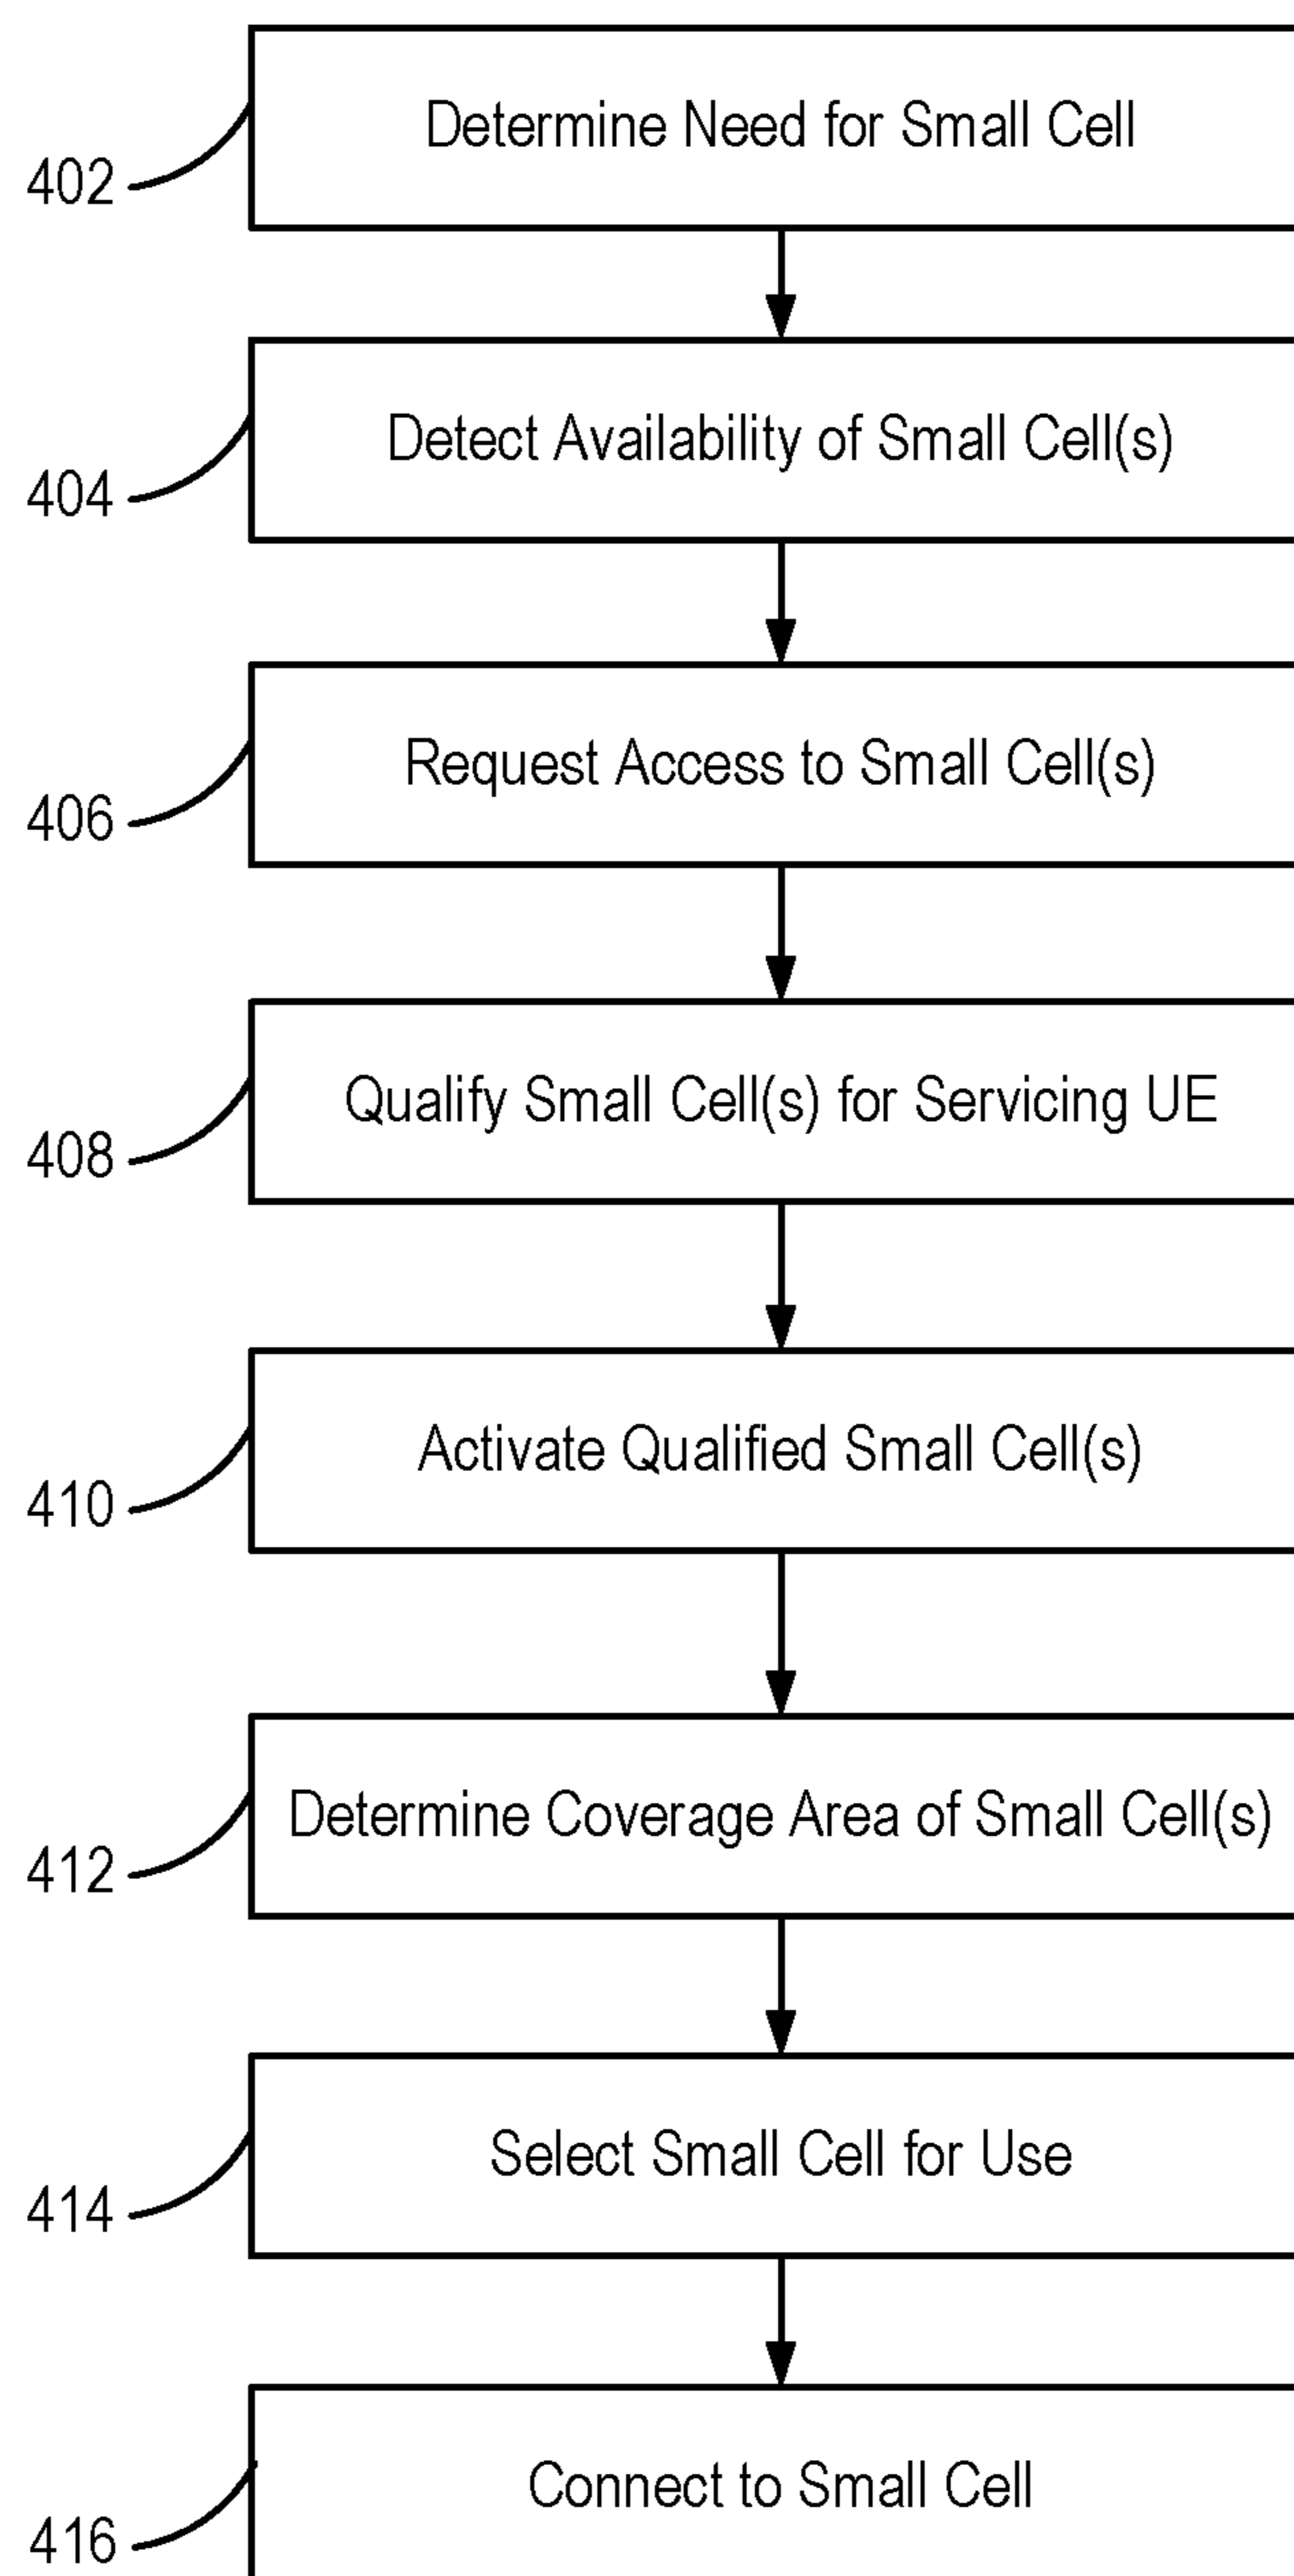 Determine Need for Small Cell
402
Detect Availability of Small Cell(s)
404
Request Access to Small Cell(s)
406
Qualify Small Cell(s) for Servicing UE
408
Activate Qualified Small Cell(s)
410
Determine Coverage Area of Small Cell(s)
412
Select Small Cell for Use
414
Connect to Small Cell
416